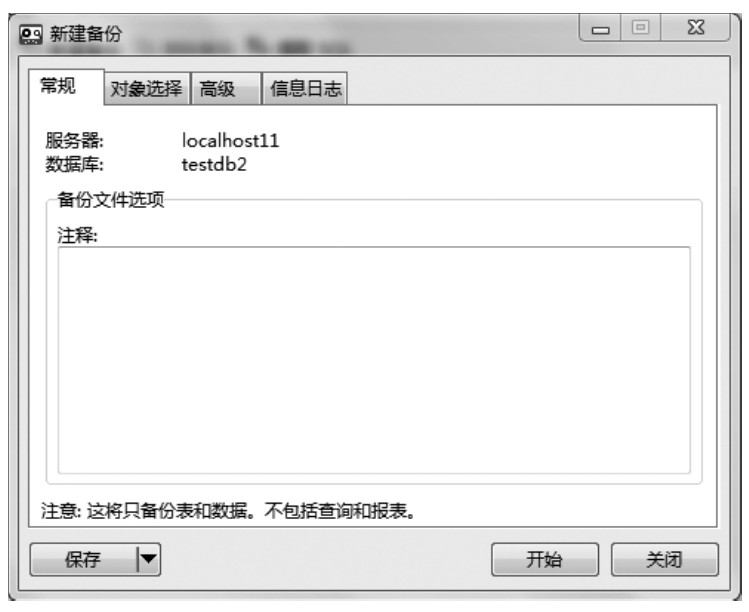 新建备份
常规 对象选择 高级 信息日志
服务器: localhost11
数据库: testdb2
备份文件选项
注释:
注意: 这将只备份表和数据。不包括查询和报表。
保存 开始 关闭